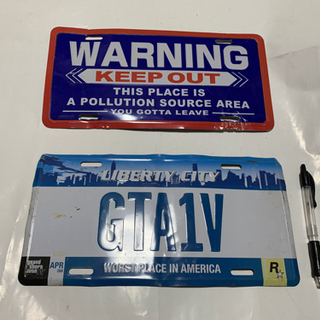 WARNING
KEEP OUT
THIS PLACE IS
A POLLUTION SOURCE AREA
YOU GOTTA LEAVE
LIBERTY CITY
GTA1V
APR
WORST PLACE IN AMERICA
R